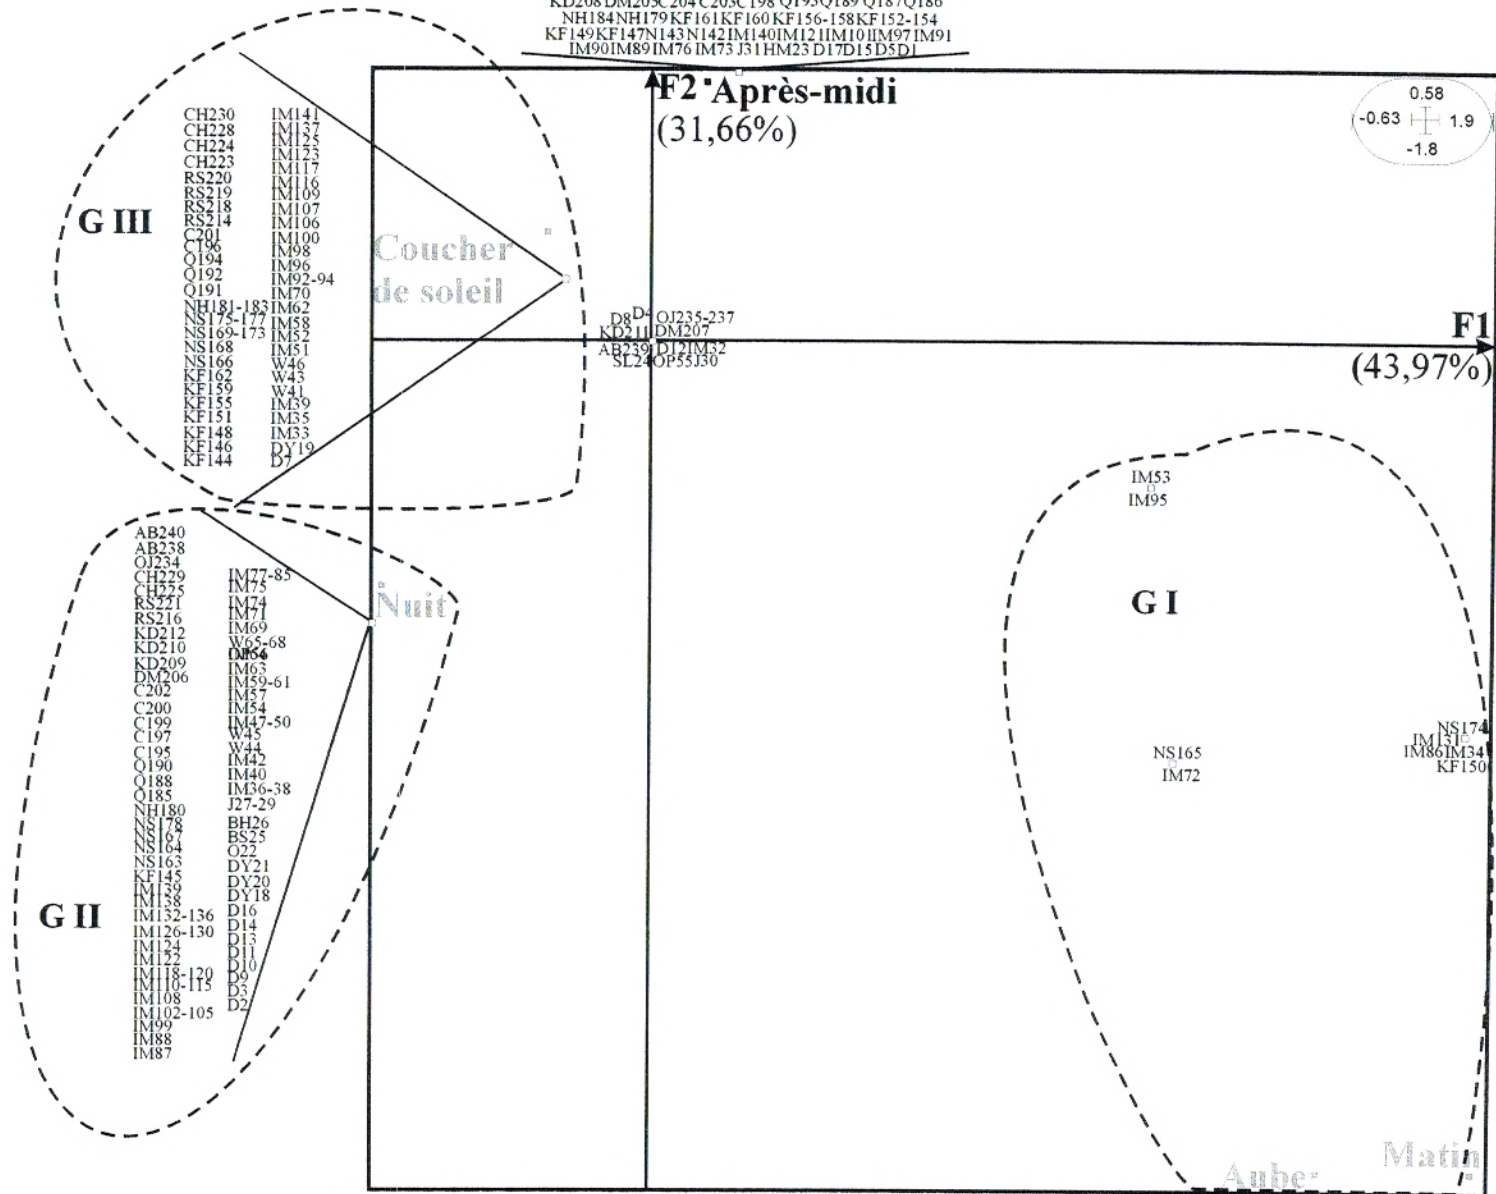 KD208 DM205 C204 C203 C198 Q193 Q189 Q187 Q186
NH184 NH179 KF161 KF160 KF156-158 KF152-154
KF149 KF147 N143 N142 IM140 IM121 IM101 IM97 IM91
IM90 IM89 IM76 IM73 J31 HM23 D17 D15 D5 D1
F2 Après-midi
(31,66%)
0.58
-0.63 1.9
-1.8
G III
CH230
CH228
CH224
CH223
RS220
RS219
RS218
RS214
C201
C196
Q194
Q192
Q191
NH181-183
NS175-177
NS169-173
NS168
NS166
KF162
KF159
KF155
KF151
KF148
KF146
KF144
IM141
IM137
IM125
IM123
IM117
IM116
IM109
IM107
IM106
IM100
IM98
IM96
IM92-94
IM70
IM62
IM58
IM52
IM51
W46
W43
W41
IM39
IM35
IM33
DY19
D7
Coucher
de soleil
D8 D4 OJ235-237
KD211 DM207
AB239 D12 IM32
SL24 OP55 J30
F1
(43,97%)
G II
AB240
AB238
OJ234
CH229
CH225
RS221
RS216
KD212
KD210
KD209
DM206
C202
C200
C199
C197
C195
Q190
Q188
Q185
NH180
NS178
NS167
NS164
NS163
KF145
IM139
IM138
IM132-136
IM126-130
IM124
IM122
IM118-120
IM110-115
IM108
IM102-105
IM99
IM88
IM87
IM77-85
IM75
IM74
IM71
IM69
W65-68
IM63
IM59-61
IM57
IM54
IM47-50
W45
W44
IM42
IM40
IM36-38
J27-29
BH26
BS25
O22
DY21
DY20
DY18
D16
D14
D13
D11
D10
D9
D3
D2
Nuit
IM53
IM95
G I
NS165
IM72
NS174
IM131
IM86 IM34
KF150
Aube
Matin